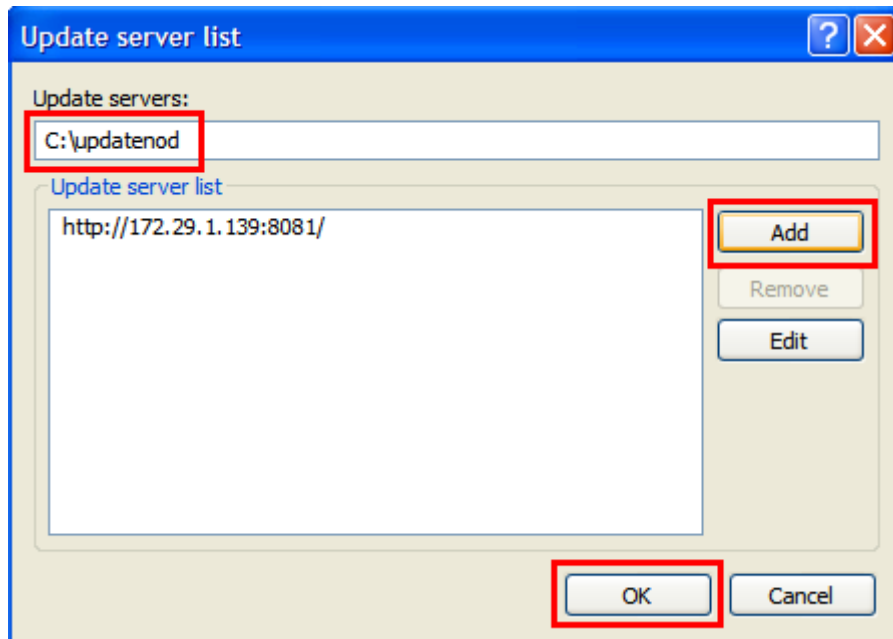 Update server list
Update servers:
C:\updatenod
Update server list
http://172.29.1.139:8081/
Add
Remove
Edit
OK
Cancel